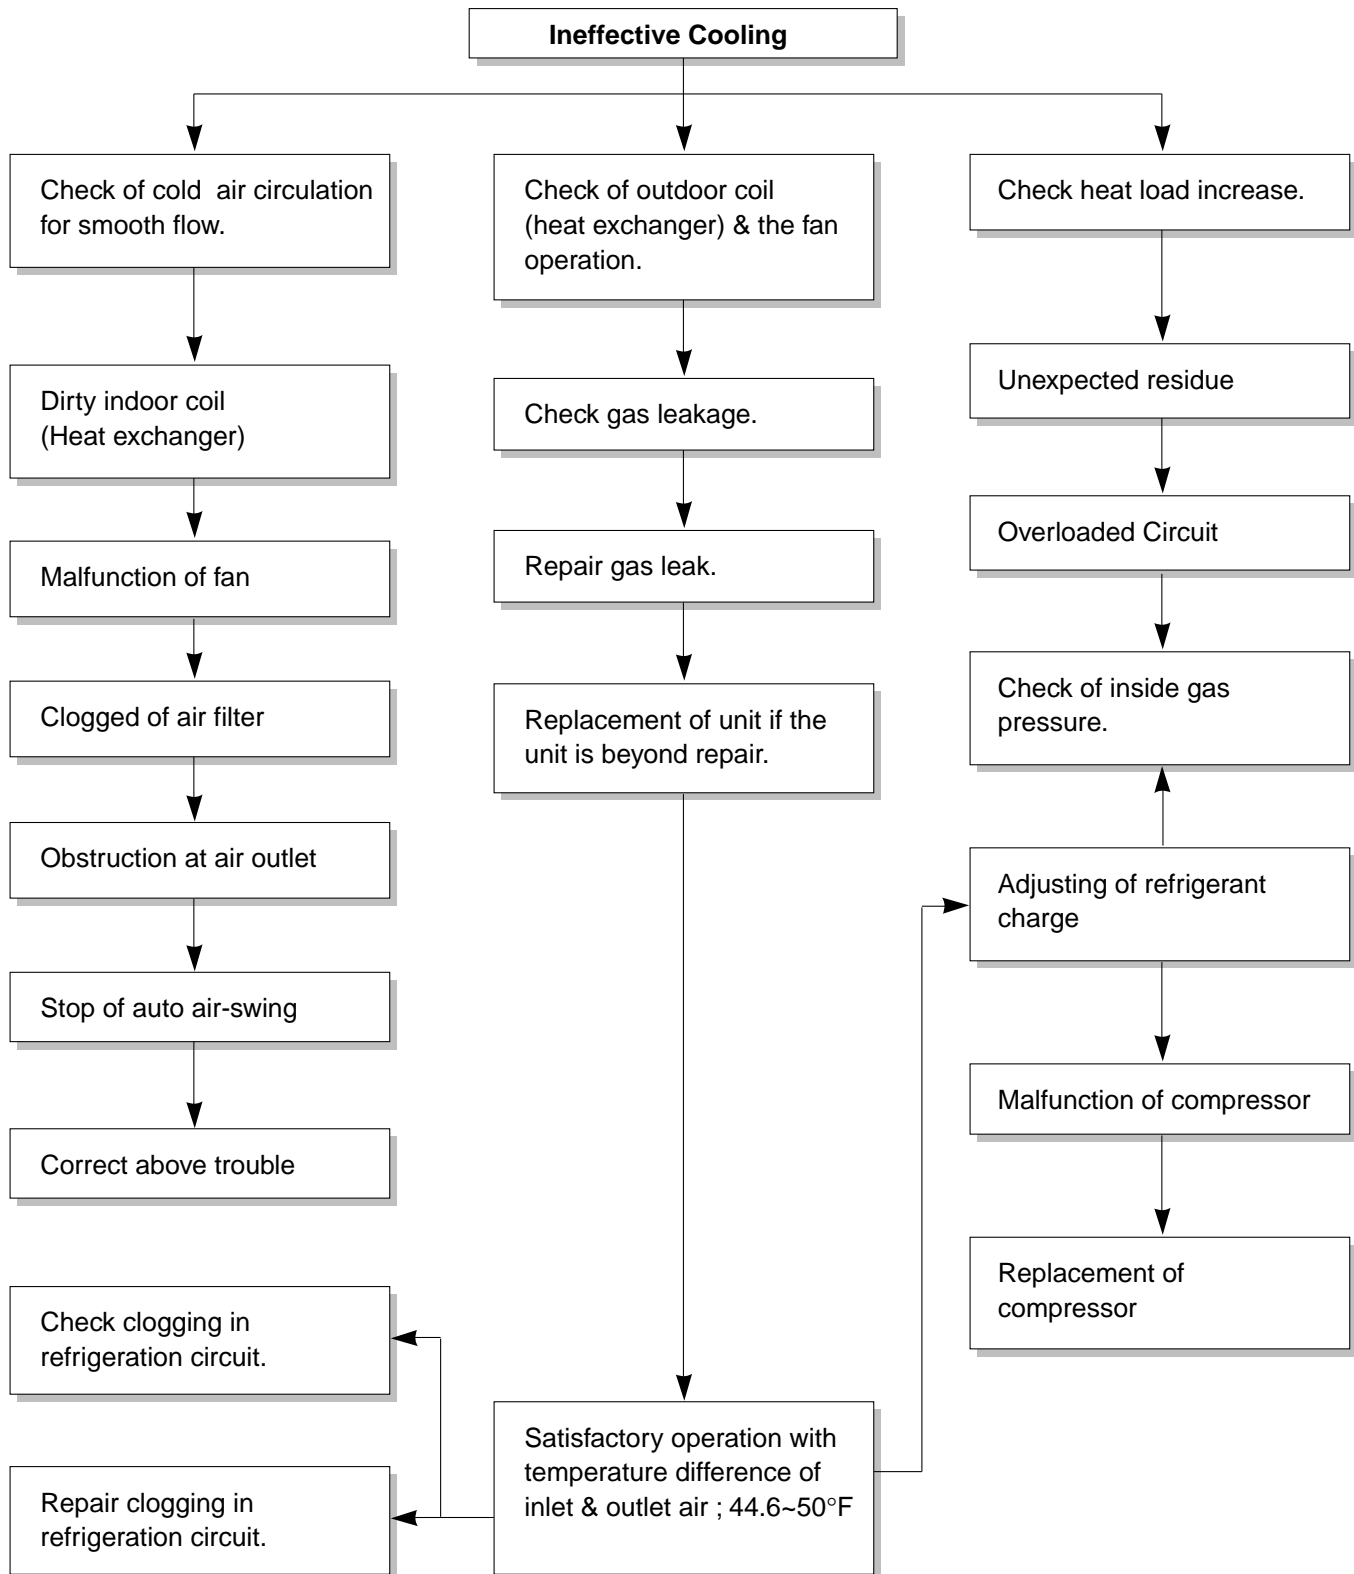 Ineffective Cooling
Check of cold air circulation
for smooth flow.
Dirty indoor coil
(Heat exchanger)
Malfunction of fan
Clogged of air filter
Obstruction at air outlet
Stop of auto air-swing
Correct above trouble
Check clogging in
refrigeration circuit.
Repair clogging in
refrigeration circuit.
Check of outdoor coil
(heat exchanger) & the fan
operation.
Check gas leakage.
Repair gas leak.
Replacement of unit if the
unit is beyond repair.
Satisfactory operation with
temperature difference of
inlet & outlet air ; 44.6~50°F
Check heat load increase.
Unexpected residue
Overloaded Circuit
Check of inside gas
pressure.
Adjusting of refrigerant
charge
Malfunction of compressor
Replacement of
compressor